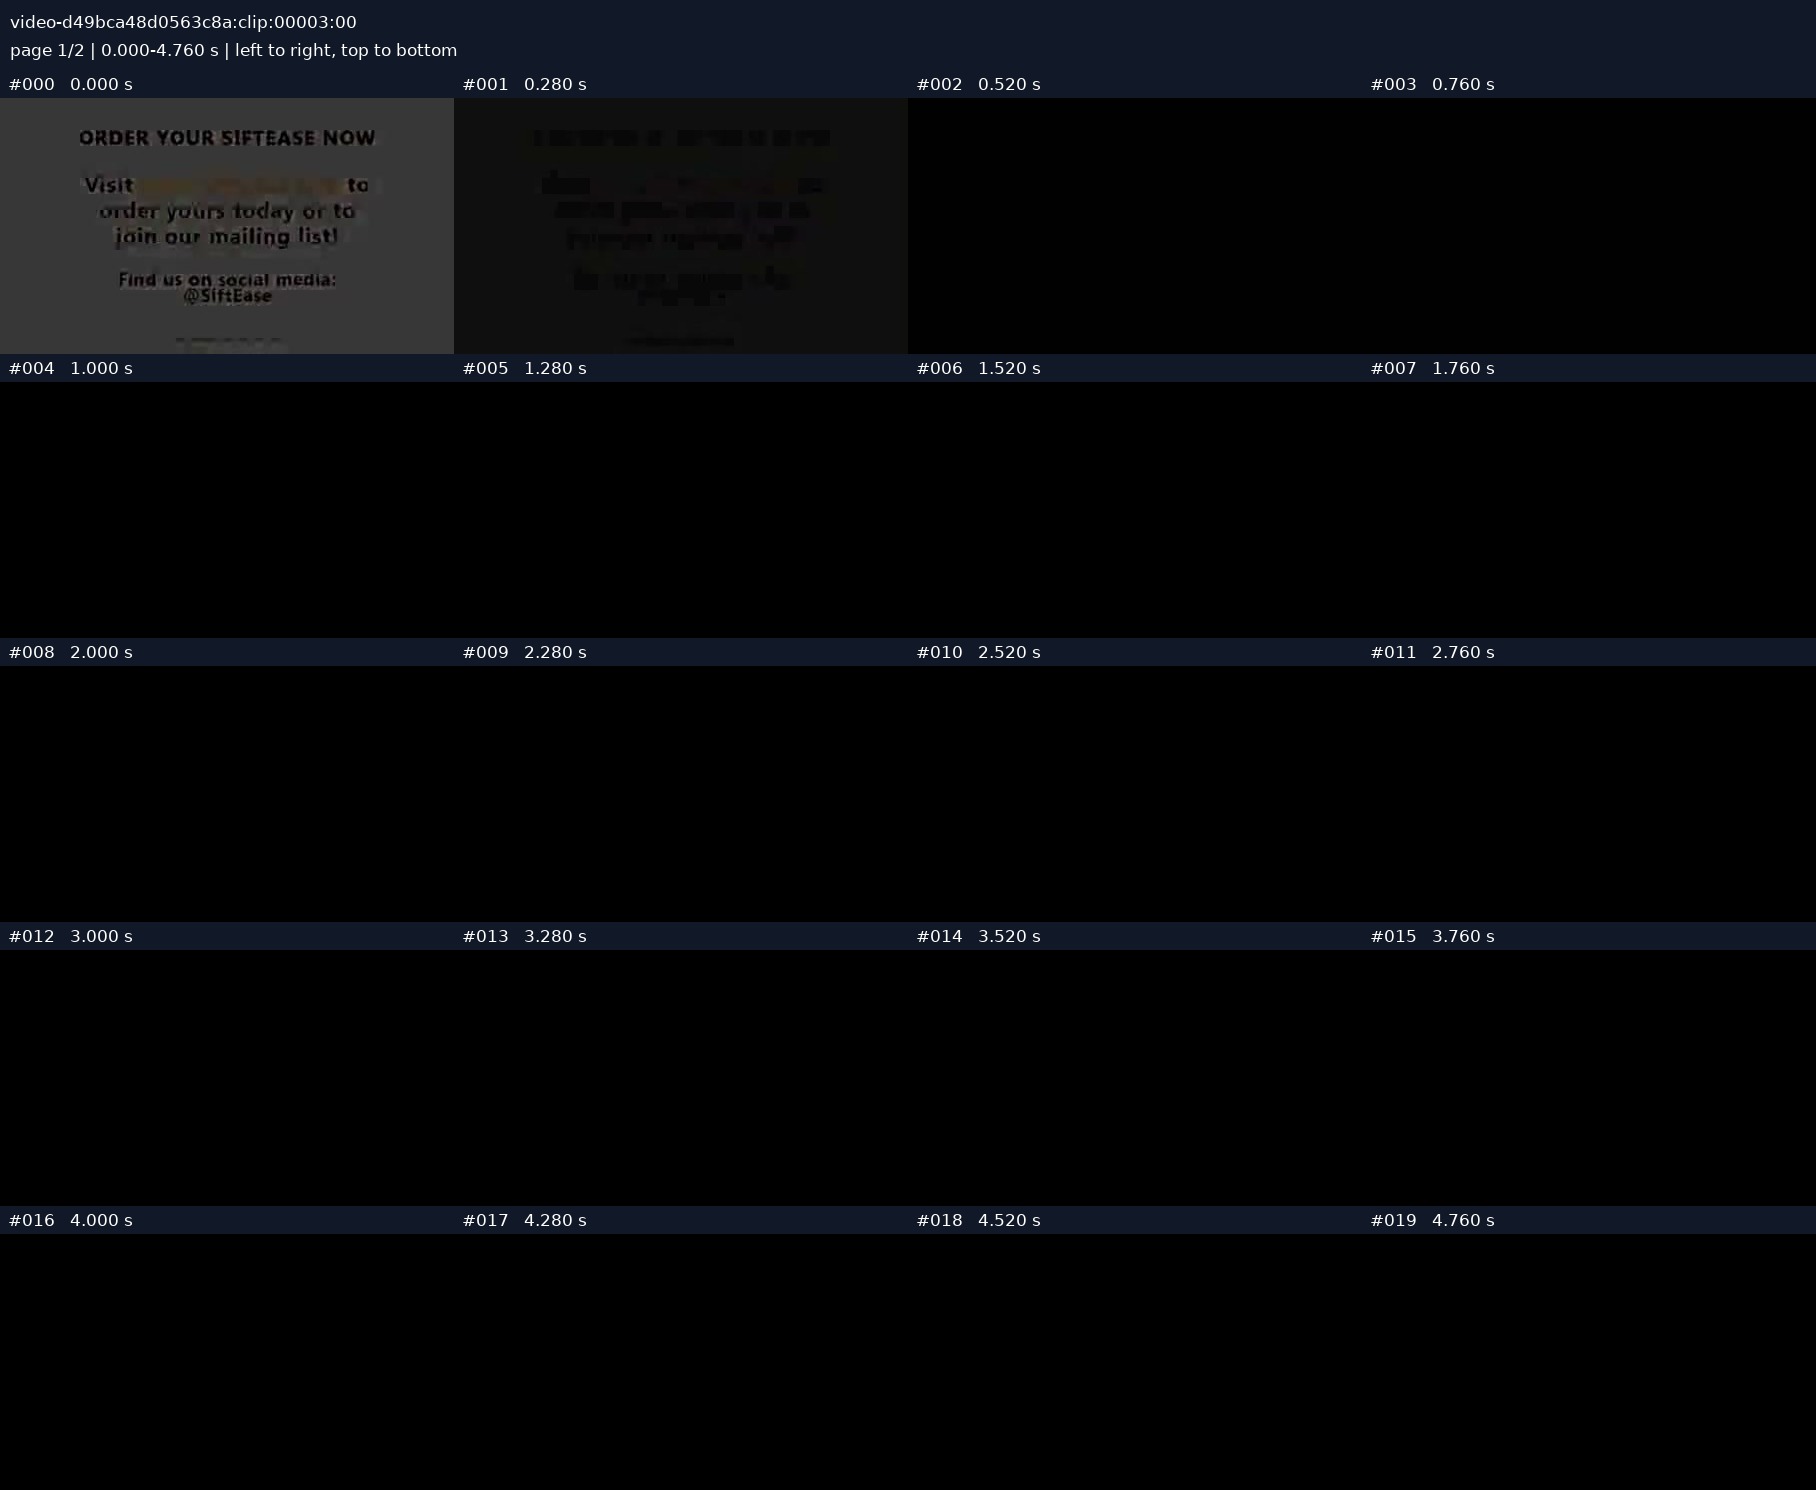 video-d49bca48d0563c8a:clip:00003:00
page 1/2 | 0.000-4.760 s | left to right, top to bottom
#000 0.000 s
#001 0.280 s
#002 0.520 s
#003 0.760 s
ORDER YOUR SIFTEASE NOW
Visit to
order yours today or to
join our mailing list!
Find us on social media:
@SiftEase
#004 1.000 s
#005 1.280 s
#006 1.520 s
#007 1.760 s
#008 2.000 s
#009 2.280 s
#010 2.520 s
#011 2.760 s
#012 3.000 s
#013 3.280 s
#014 3.520 s
#015 3.760 s
#016 4.000 s
#017 4.280 s
#018 4.520 s
#019 4.760 s